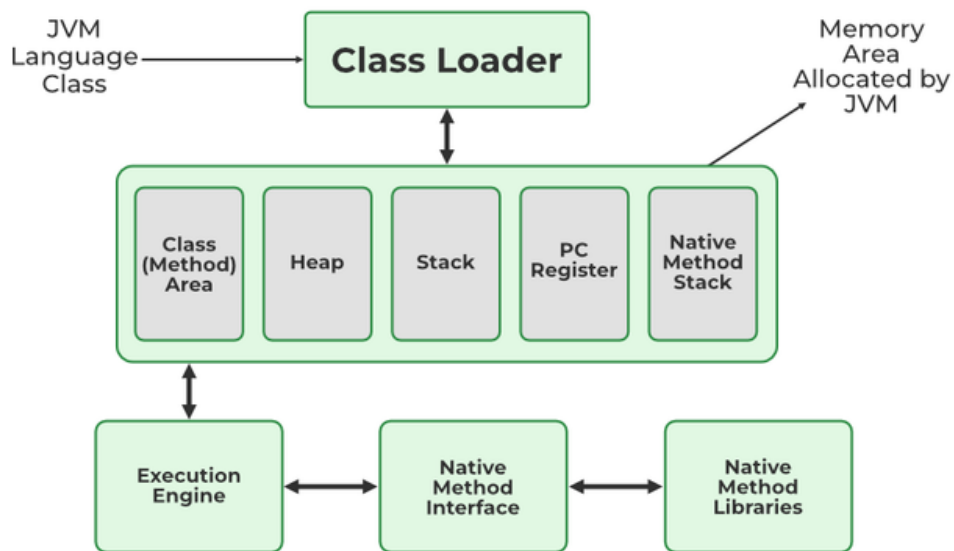 JVM
Language
Class
Class Loader
Memory
Area
Allocated by
JVM
Class
(Method)
Area
Heap
Stack
PC
Register
Native
Method
Stack
Execution
Engine
Native
Method
Interface
Native
Method
Libraries